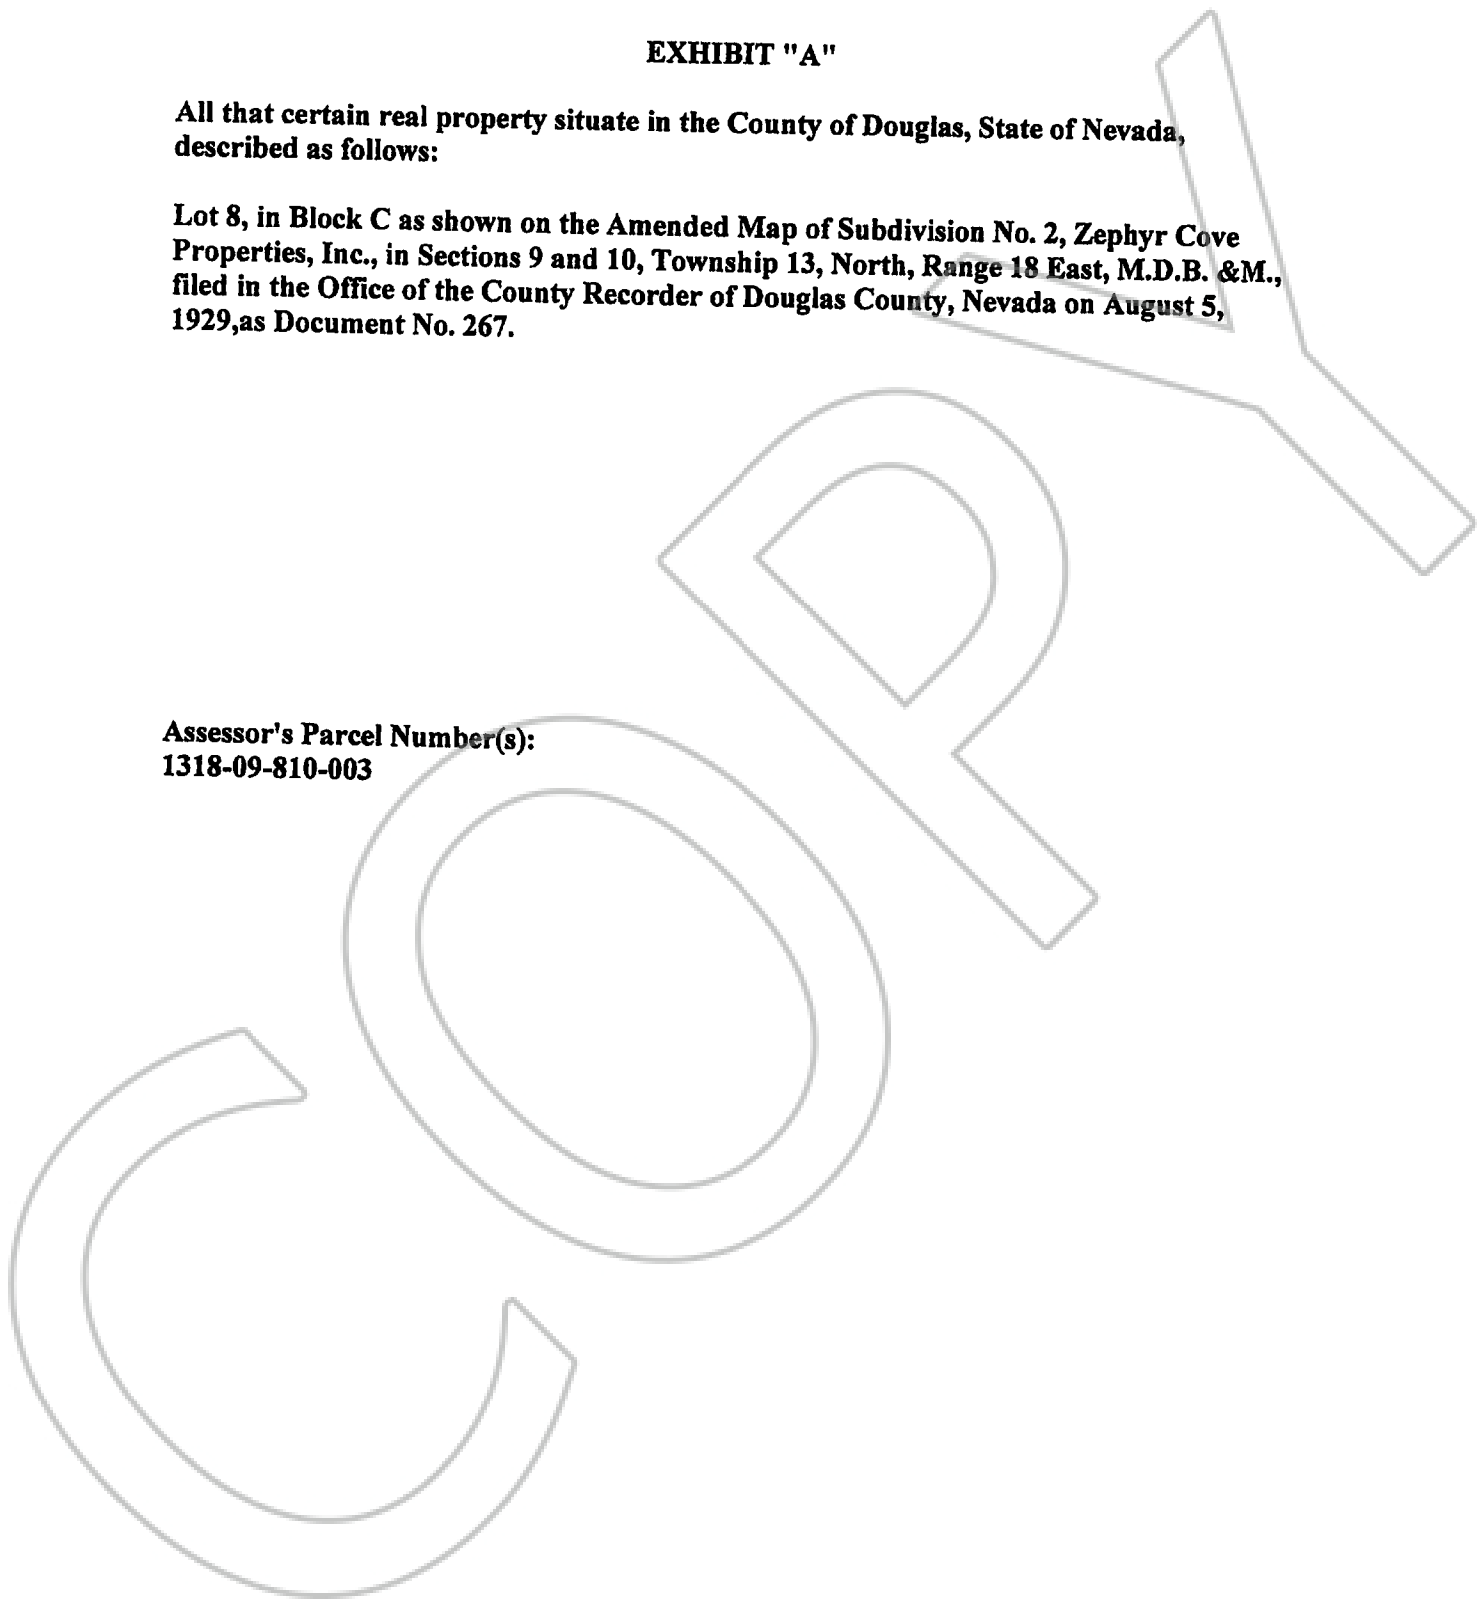 EXHIBIT "A"
All that certain real property situate in the County of Douglas, State of Nevada,
described as follows:
Lot 8, in Block C as shown on the Amended Map of Subdivision No. 2, Zephyr Cove
Properties, Inc., in Sections 9 and 10, Township 13, North, Range 18 East, M.D.B. &M.,
filed in the Office of the County Recorder of Douglas County, Nevada on August 5,
1929,as Document No. 267.
Assessor's Parcel Number(s):
1318-09-810-003
COPY